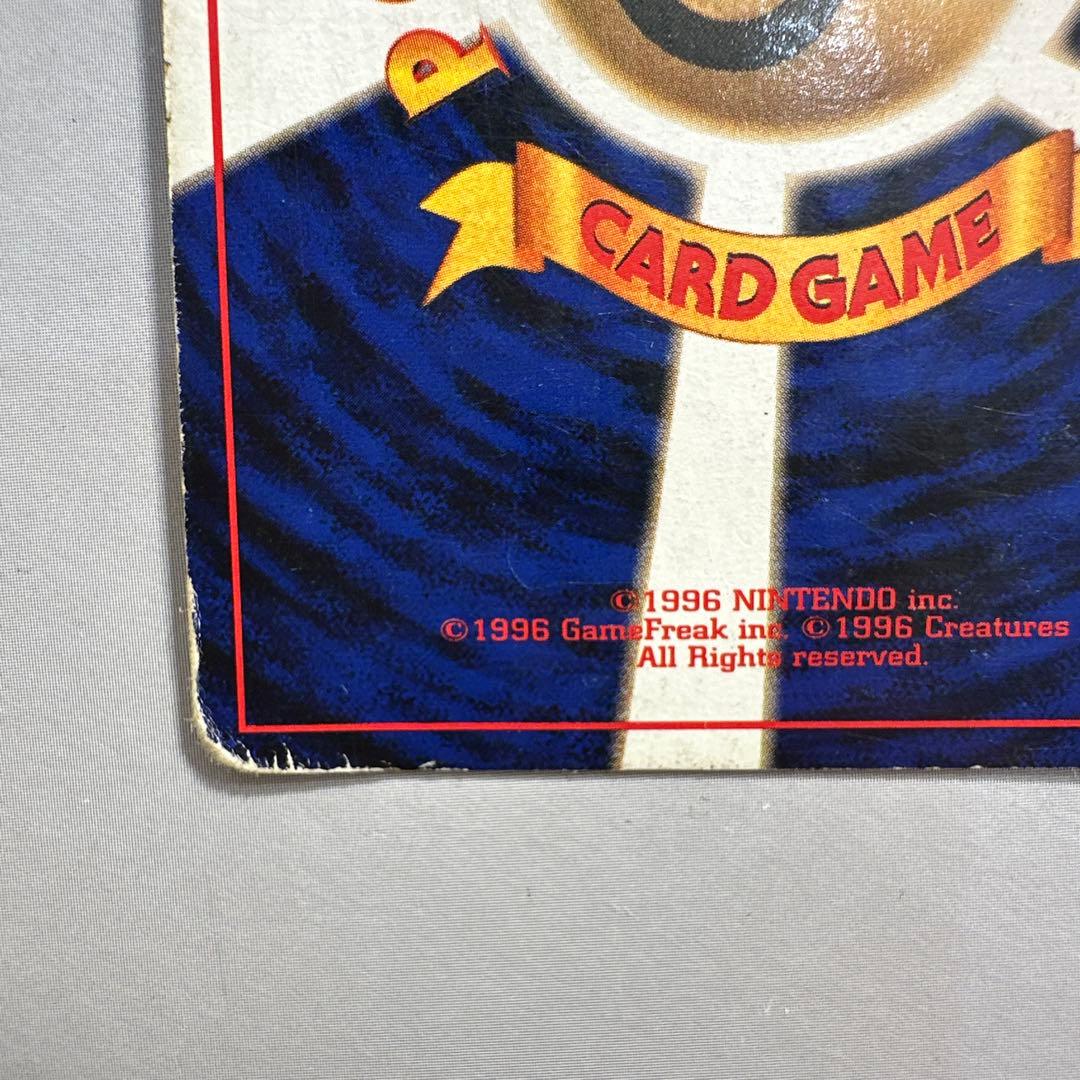 P
CARD GAME
©1996 NINTENDO inc.
©1996 GameFreak inc. ©1996 Creatures
All Rights reserved.